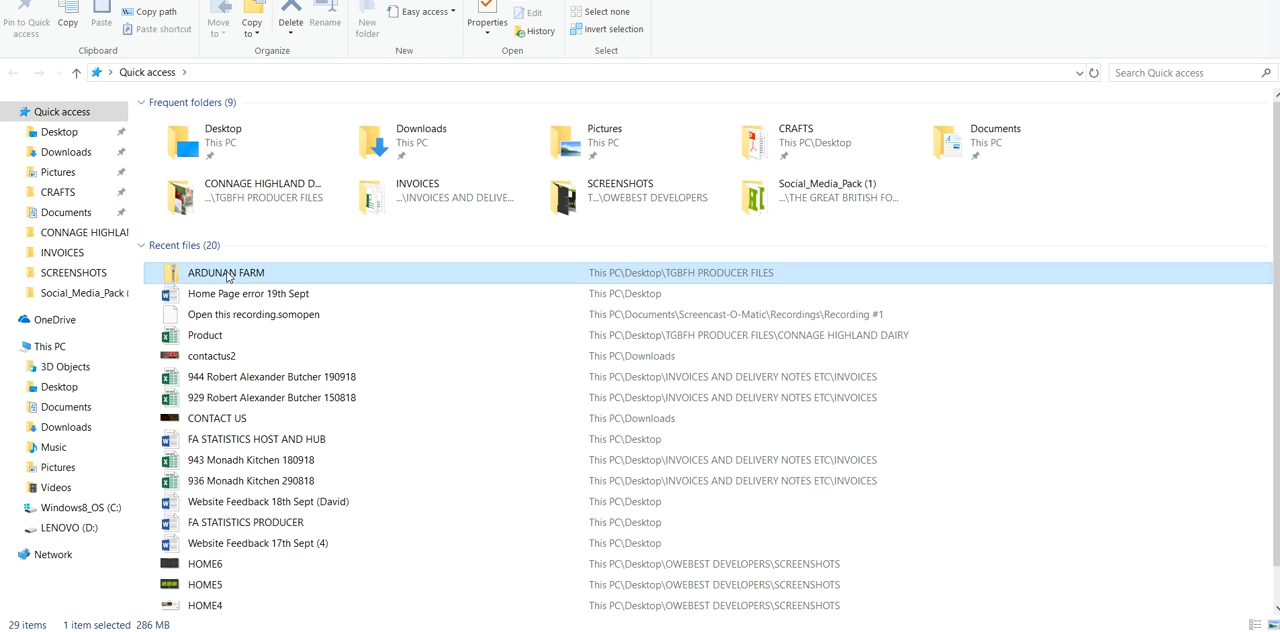 Pin to Quick access
Copy
Paste
Copy path
Paste shortcut
Clipboard
Move to
Copy to
Delete
Rename
Organize
New folder
Easy access
New
Properties
Edit
History
Open
Select none
Invert selection
Select
Quick access
Search Quick access
Quick access
Desktop
Downloads
Pictures
CRAFTS
Documents
CONNAGE HIGHLAI
INVOICES
SCREENSHOTS
Social_Media_Pack (
OneDrive
This PC
3D Objects
Desktop
Documents
Downloads
Music
Pictures
Videos
Windows8_OS (C:)
LENOVO (D:)
Network
Frequent folders (9)
Desktop
This PC
Downloads
This PC
Pictures
This PC
CRAFTS
This PC\Desktop
Documents
This PC
CONNAGE HIGHLAND D...
...\TGBFH PRODUCER FILES
INVOICES
...\INVOICES AND DELIVE...
SCREENSHOTS
T...\OWEBEST DEVELOPERS
Social_Media_Pack (1)
...\THE GREAT BRITISH FO...
Recent files (20)
ARDUNAN FARM This PC\Desktop\TGBFH PRODUCER FILES
Home Page error 19th Sept This PC\Desktop
Open this recording.somopen This PC\Documents\Screencast-O-Matic\Recordings\Recording #1
Product This PC\Desktop\TGBFH PRODUCER FILES\CONNAGE HIGHLAND DAIRY
contactus2 This PC\Downloads
944 Robert Alexander Butcher 190918 This PC\Desktop\INVOICES AND DELIVERY NOTES ETC\INVOICES
929 Robert Alexander Butcher 150818 This PC\Desktop\INVOICES AND DELIVERY NOTES ETC\INVOICES
CONTACT US This PC\Downloads
FA STATISTICS HOST AND HUB This PC\Desktop
943 Monadh Kitchen 180918 This PC\Desktop\INVOICES AND DELIVERY NOTES ETC\INVOICES
936 Monadh Kitchen 290818 This PC\Desktop\INVOICES AND DELIVERY NOTES ETC\INVOICES
Website Feedback 18th Sept (David) This PC\Desktop
FA STATISTICS PRODUCER This PC\Desktop
Website Feedback 17th Sept (4) This PC\Desktop
HOME6 This PC\Desktop\OWEBEST DEVELOPERS\SCREENSHOTS
HOME5 This PC\Desktop\OWEBEST DEVELOPERS\SCREENSHOTS
HOME4 This PC\Desktop\OWEBEST DEVELOPERS\SCREENSHOTS
29 items 1 item selected 286 MB